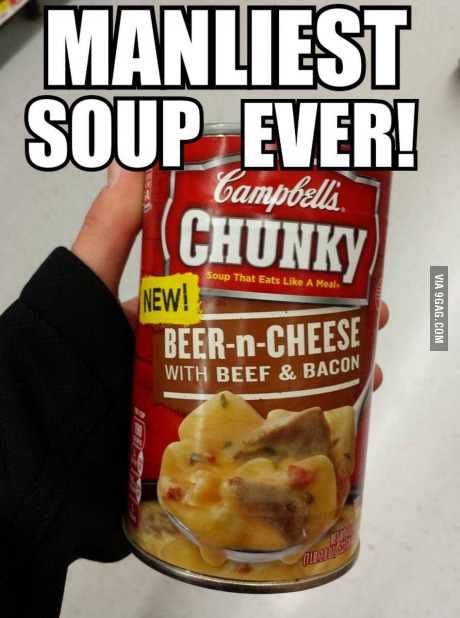 MANLIEST
SOUP EVER!
Campbell's
CHUNKY
Soup That Eats Like A Meal
NEW!
BEER-n-CHEESE
WITH BEEF & BACON
VIA 9GAG.COM